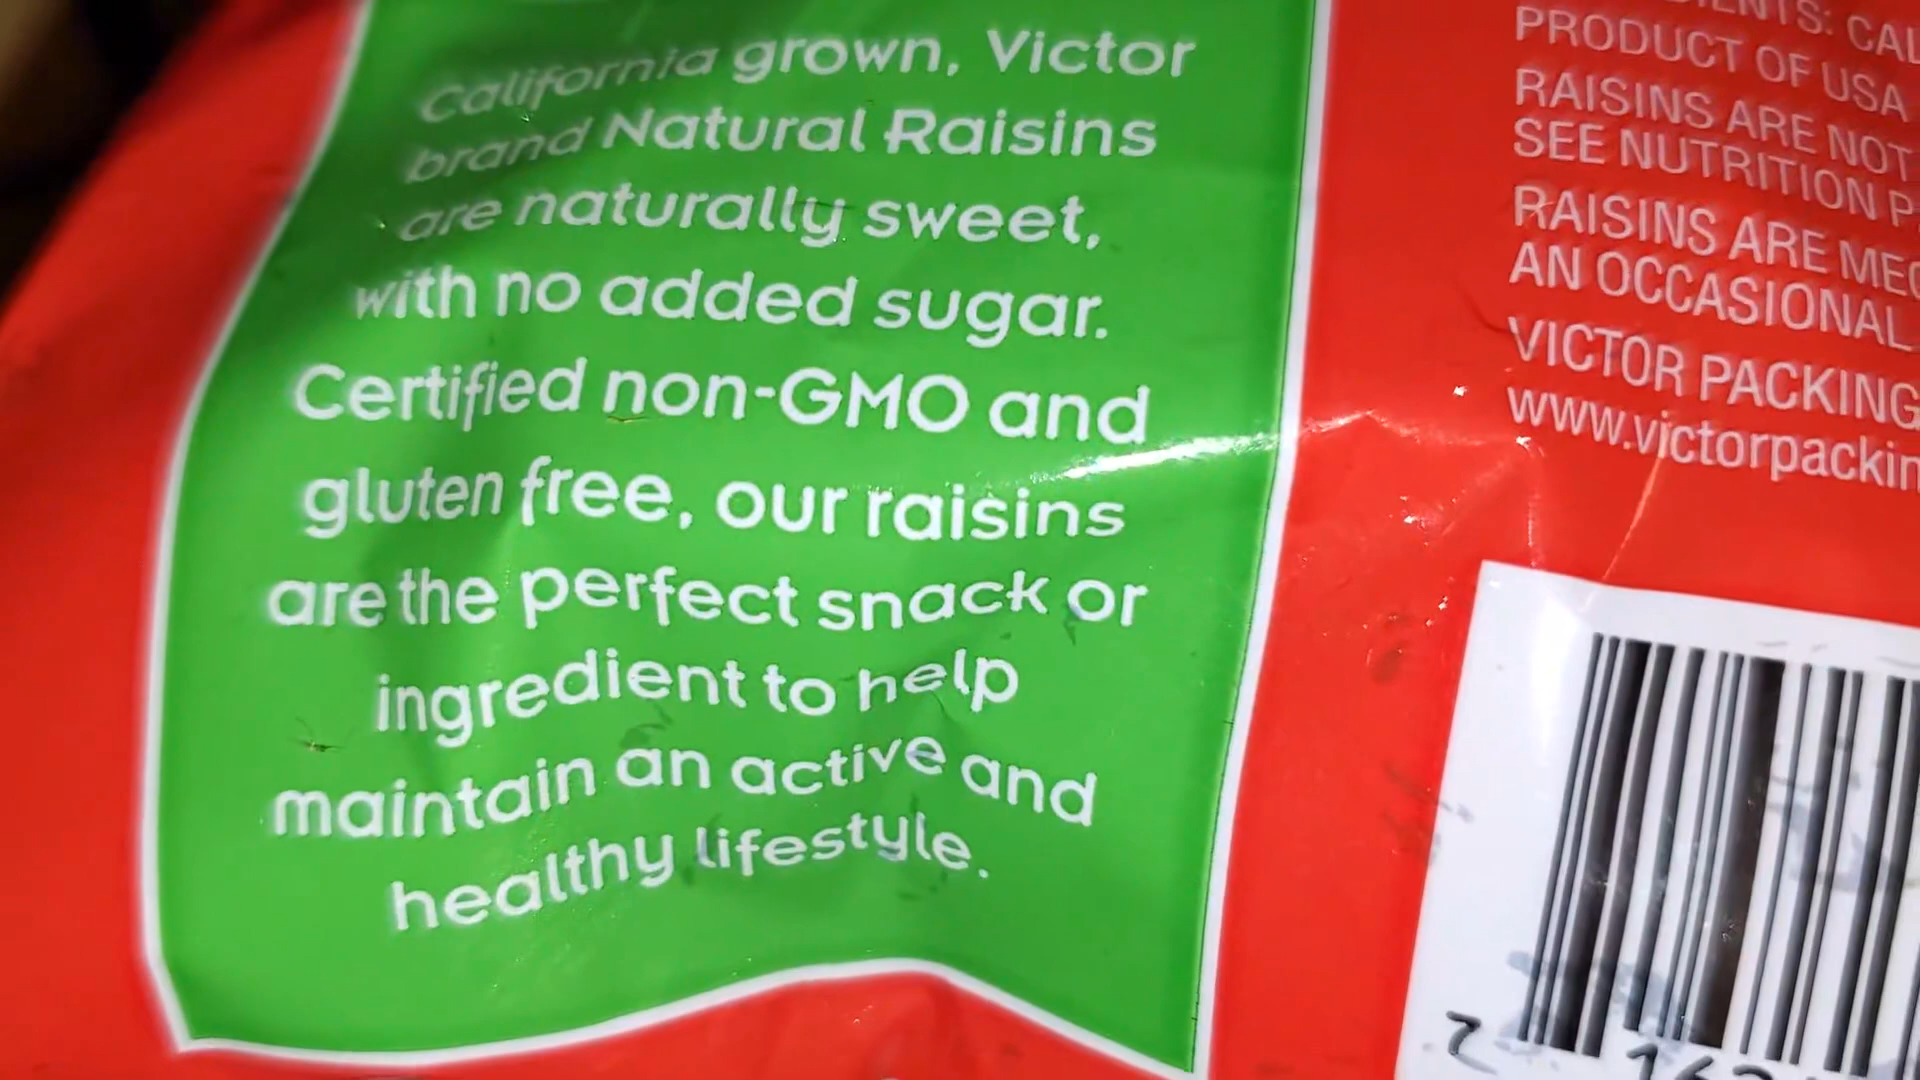 California grown, Victor
brand Natural Raisins
are naturally sweet,
with no added sugar.
Certified non-GMO and
gluten free, our raisins
are the perfect snack or
ingredient to help
maintain an active and
healthy lifestyle.
PRODUCT OF USA
RAISINS ARE NOT
SEE NUTRITION
RAISINS ARE
AN OCCASIONAL
VICTOR PACKING